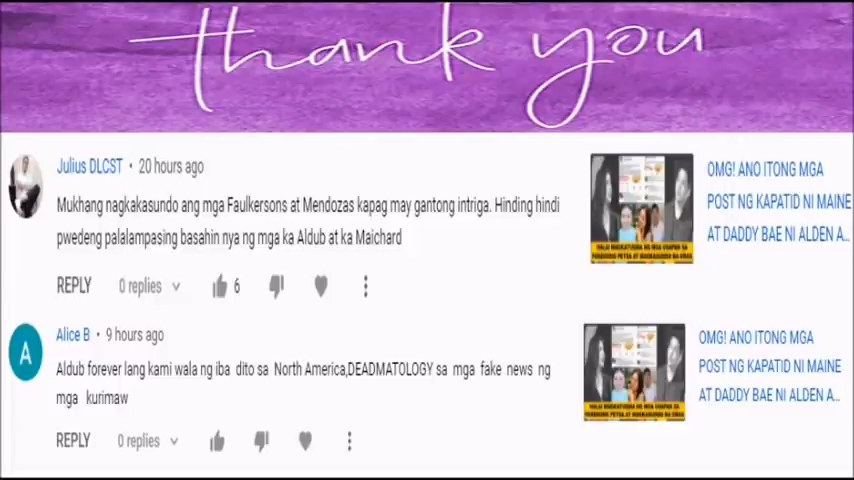 thank you
Julius DLCST • 20 hours ago
Mukhang nagkakasundo ang mga Faulkersons at Mendozas kapag may gantong intriga. Hinding hindi
pwedeng palalampasing basahin nya ng mga ka Aldub at ka Maichard
REPLY 0 replies 6
OMG! ANO ITONG MGA
POST NG KAPATID NI MAINE
AT DADDY BAE NI ALDEN A...
A
Alice B • 9 hours ago
Aldub forever lang kami wala ng iba dito sa North America,DEADMATOLOGY sa mga fake news ng
mga kurimaw
REPLY 0 replies
OMG! ANO ITONG MGA
POST NG KAPATID NI MAINE
AT DADDY BAE NI ALDEN A...